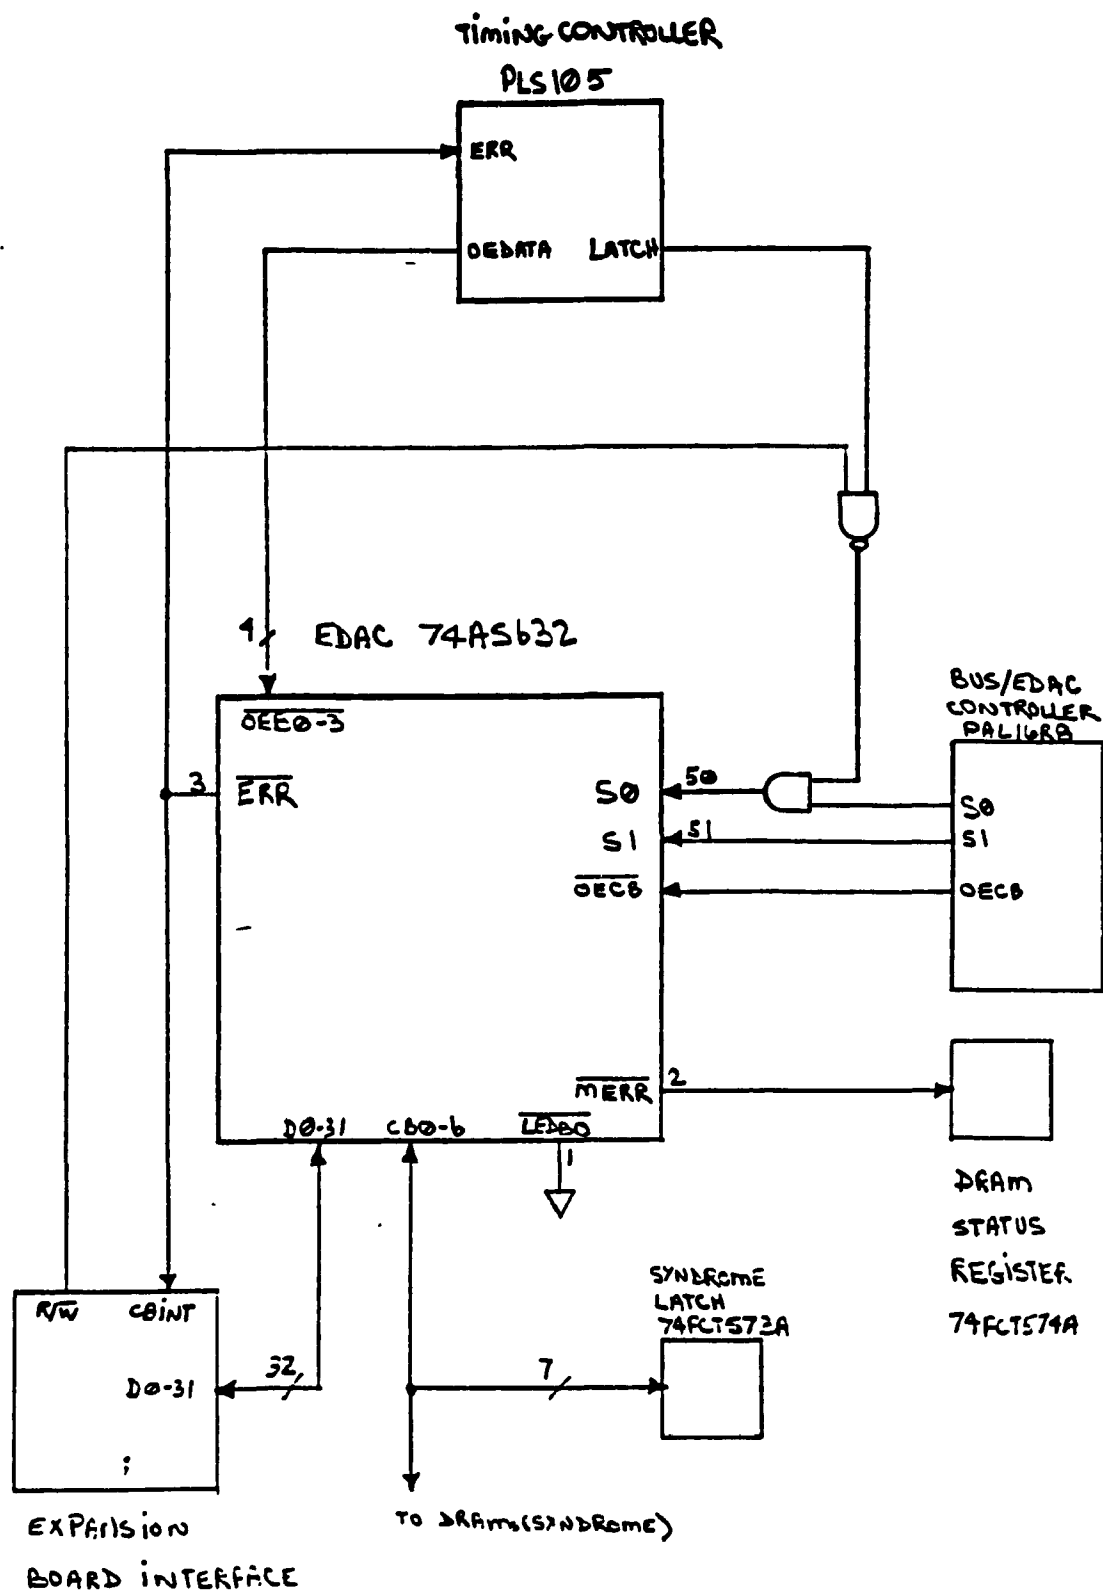 TIMING CONTROLLER
PLS105
ERR
OEDATA LATCH
4
EDAC 74AS632
OEE0-3
3
ERR
S0
S0
S1
S1
OECB
BUS/EDAC
CONTROLLER
PAL16R8
S0
S1
OECB
MERR
2
D0-31 CB0-6 LEDBO
1
DRAM
STATUS
REGISTER
74FCT574A
SYNDROME
LATCH
74FCT573A
R/W CBINT
D0-31
32
7
EXPANSION
BOARD INTERFACE
TO DRAMs(SYNDROME)